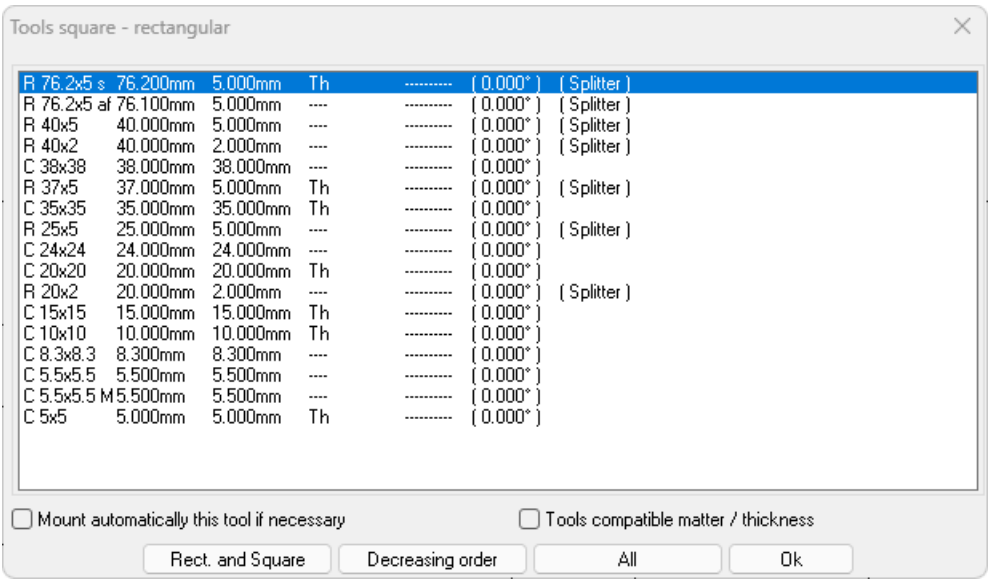 Tools square - rectangular
R 76.2x5 s 76.200mm 5.000mm Th --------- ( 0.000° ) ( Splitter )
R 76.2x5 af 76.100mm 5.000mm ---- --------- ( 0.000° ) ( Splitter )
R 40x5 40.000mm 5.000mm ---- --------- ( 0.000° ) ( Splitter )
R 40x2 40.000mm 2.000mm ---- --------- ( 0.000° ) ( Splitter )
C 38x38 38.000mm 38.000mm ---- --------- ( 0.000° )
R 37x5 37.000mm 5.000mm Th --------- ( 0.000° ) ( Splitter )
C 35x35 35.000mm 35.000mm Th --------- ( 0.000° )
R 25x5 25.000mm 5.000mm ---- --------- ( 0.000° ) ( Splitter )
C 24x24 24.000mm 24.000mm ---- --------- ( 0.000° )
C 20x20 20.000mm 20.000mm Th --------- ( 0.000° )
R 20x2 20.000mm 2.000mm ---- --------- ( 0.000° ) ( Splitter )
C 15x15 15.000mm 15.000mm Th --------- ( 0.000° )
C 10x10 10.000mm 10.000mm Th --------- ( 0.000° )
C 8.3x8.3 8.300mm 8.300mm ---- --------- ( 0.000° )
C 5.5x5.5 5.500mm 5.500mm ---- --------- ( 0.000° )
C 5.5x5.5 M 5.500mm 5.500mm ---- --------- ( 0.000° )
C 5x5 5.000mm 5.000mm Th --------- ( 0.000° )
Mount automatically this tool if necessary Tools compatible matter / thickness
Rect. and Square Decreasing order All Ok